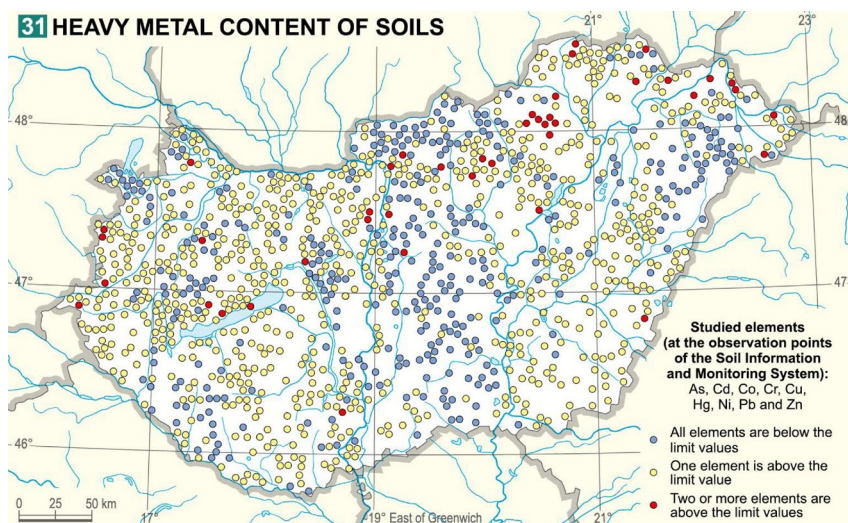 31 HEAVY METAL CONTENT OF SOILS
21°
23°
48°
48
47°
47
46°
17°
19° East of Greenwich
21°
0 25 50 km
Studied elements
(at the observation points
of the Soil Information
and Monitoring System):
As, Cd, Co, Cr, Cu,
Hg, Ni, Pb and Zn
All elements are below the
limit values
One element is above the
limit value
Two or more elements are
above the limit values